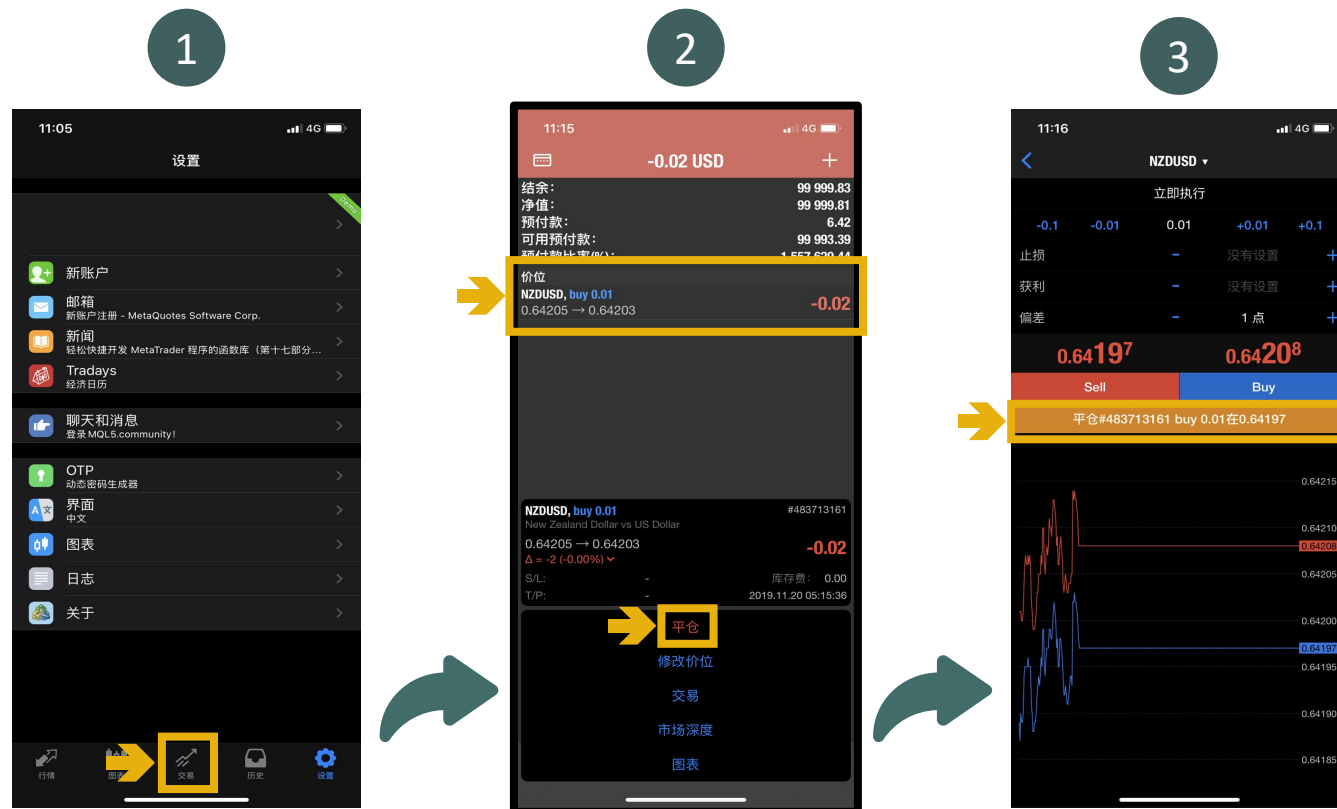 1
11:05
4G
设置
Demo
新账户
邮箱
新账户注册 - MetaQuotes Software Corp.
新闻
轻松快捷开发 MetaTrader 程序的函数库（第十七部分...
Tradays
经济日历
聊天和消息
登录 MQL5.community!
OTP
动态密码生成器
界面
中文
图表
日志
关于
行情
交易
历史
设置
2
11:15
4G
-0.02 USD
结余: 99 999.83
净值: 99 999.81
预付款: 6.42
可用预付款: 99 993.39
预付款比率(%): 1 557 629.44
价位
NZDUSD, buy 0.01
0.64205 → 0.64203
-0.02
NZDUSD, buy 0.01 #483713161
New Zealand Dollar vs US Dollar
0.64205 → 0.64203
-0.02
Δ = -2 (-0.00%)
S/L: - 库存费: 0.00
T/P: - 2019.11.20 05:15:36
平仓
修改价位
交易
市场深度
图表
3
11:16
4G
NZDUSD
立即执行
-0.1 -0.01 0.01 +0.01 +0.1
止损 - 没有设置 +
获利 - 没有设置 +
偏差 - 1 点 +
0.64197 0.64208
Sell Buy
平仓#483713161 buy 0.01在0.64197
0.64215
0.64210
0.64208
0.64205
0.64200
0.64197
0.64195
0.64190
0.64185